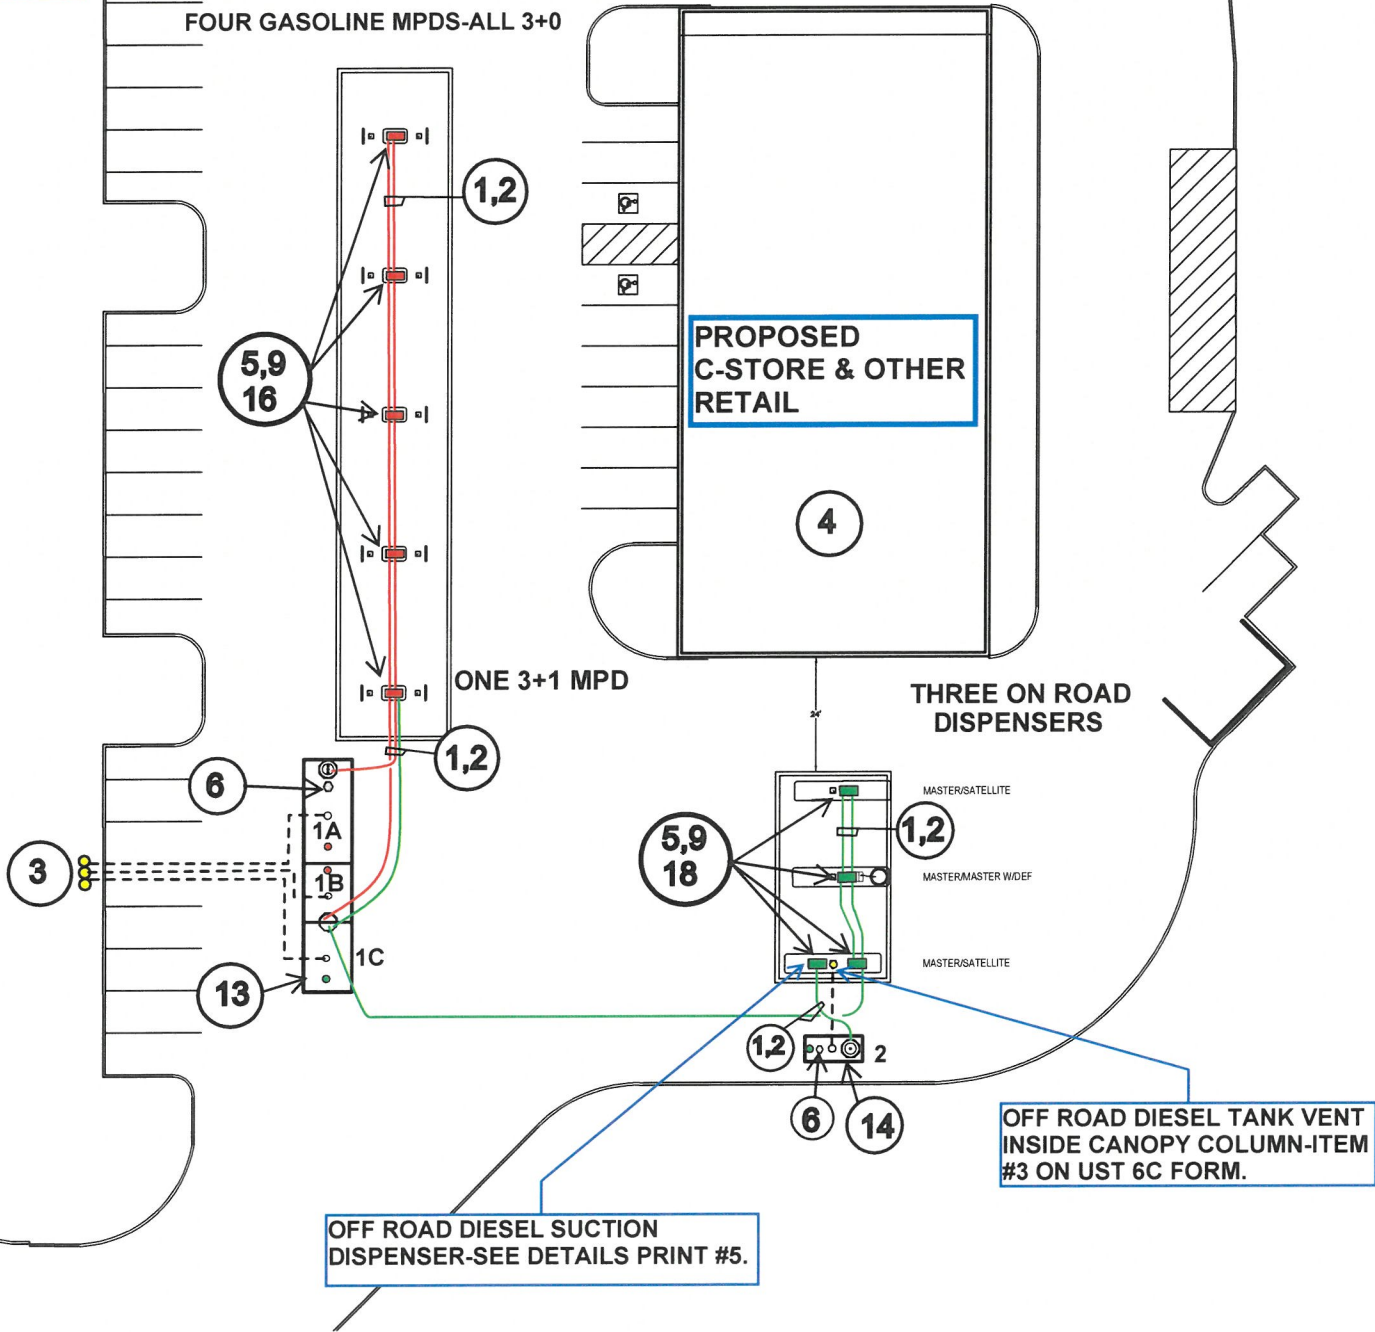 FOUR GASOLINE MPDS-ALL 3+0
1,2
5,9
16
PROPOSED
C-STORE & OTHER
RETAIL
4
ONE 3+1 MPD
THREE ON ROAD
DISPENSERS
24'
1,2
6
MASTER/SATELLITE
1A
1,2
5,9
18
3
1B
MASTER/MASTER W/DEF
1C
MASTER/SATELLITE
13
1,2
2
6
14
OFF ROAD DIESEL TANK VENT
INSIDE CANOPY COLUMN-ITEM
#3 ON UST 6C FORM.
OFF ROAD DIESEL SUCTION
DISPENSER-SEE DETAILS PRINT #5.